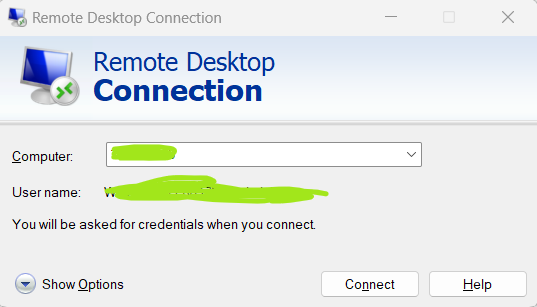 Remote Desktop Connection
Remote Desktop
Connection
Computer:
User name:
You will be asked for credentials when you connect.
Show Options
Connect
Help